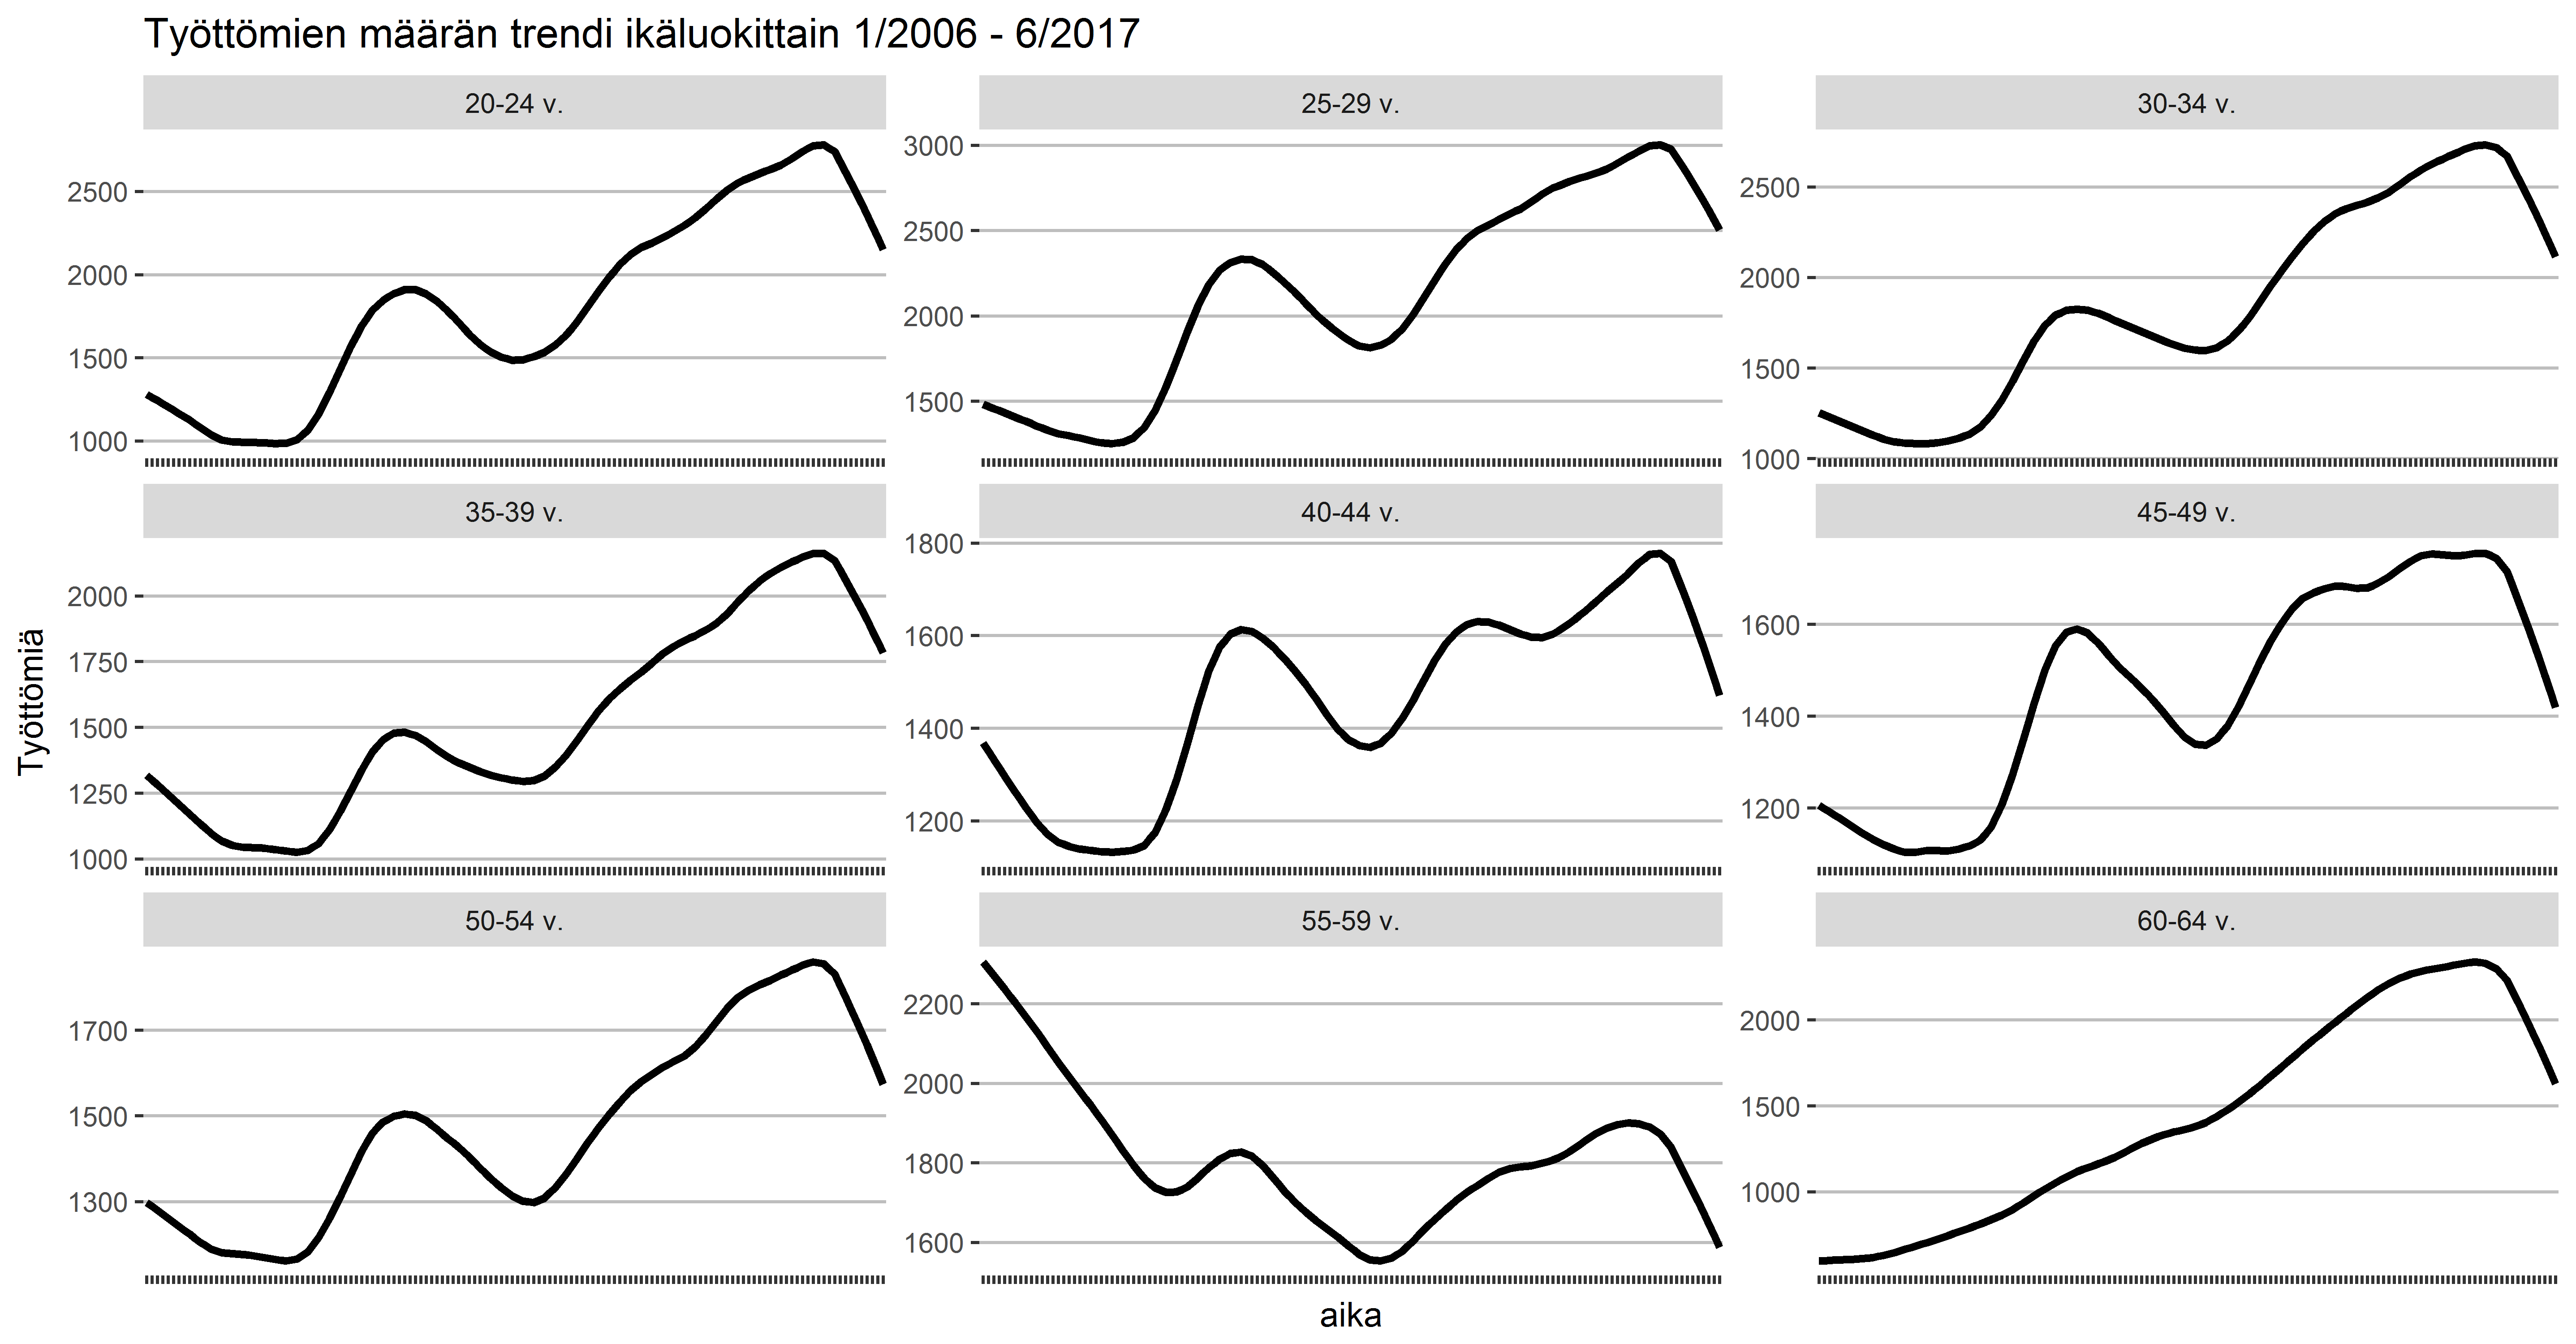 Työttömien määrän trendi ikäluokittain 1/2006 - 6/2017
20-24 v.
25-29 v.
30-34 v.
2500
2000
1500
1000
3000
2500
2000
1500
2500
2000
1500
1000
35-39 v.
40-44 v.
45-49 v.
2000
1750
1500
1250
1000
1800
1600
1400
1200
1600
1400
1200
Työttömiä
50-54 v.
55-59 v.
60-64 v.
1700
1500
1300
2200
2000
1800
1600
2000
1500
1000
aika